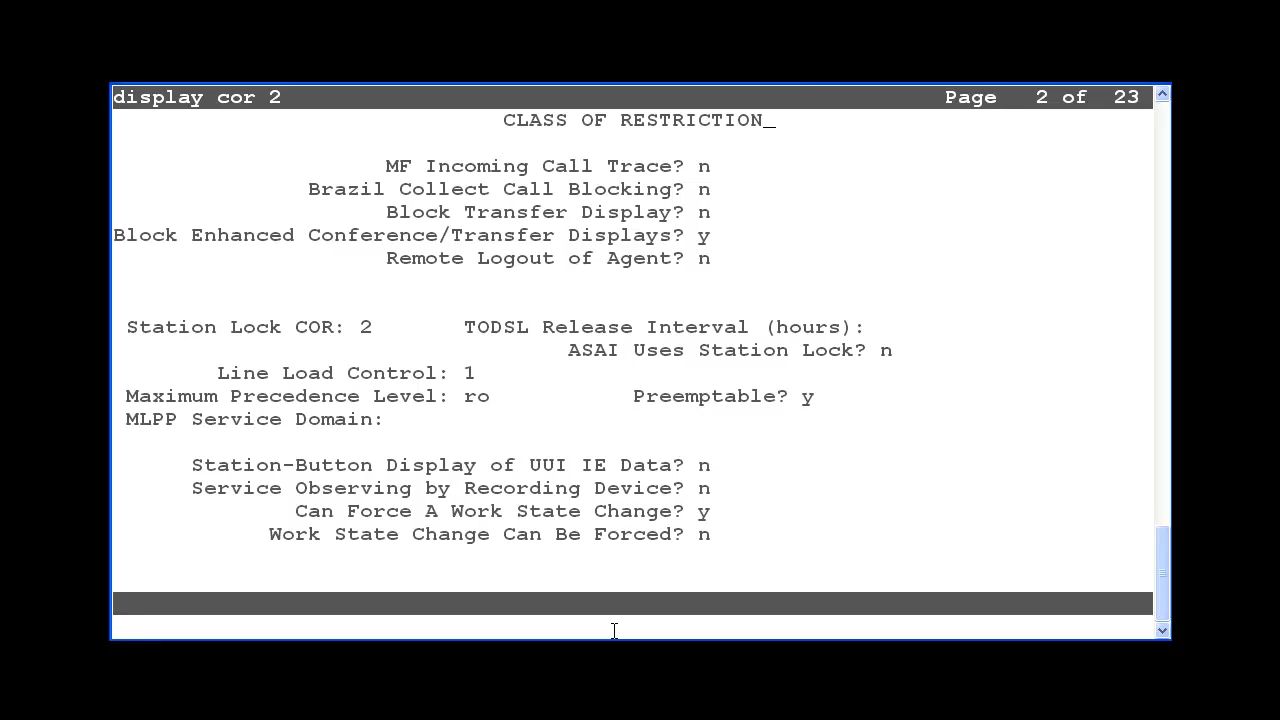 display cor 2 Page 2 of 23
CLASS OF RESTRICTION_
MF Incoming Call Trace? n
Brazil Collect Call Blocking? n
Block Transfer Display? n
Block Enhanced Conference/Transfer Displays? y
Remote Logout of Agent? n
Station Lock COR: 2 TODSL Release Interval (hours):
ASAI Uses Station Lock? n
Line Load Control: 1
Maximum Precedence Level: ro Preemptable? y
MLPP Service Domain:
Station-Button Display of UUI IE Data? n
Service Observing by Recording Device? n
Can Force A Work State Change? y
Work State Change Can Be Forced? n